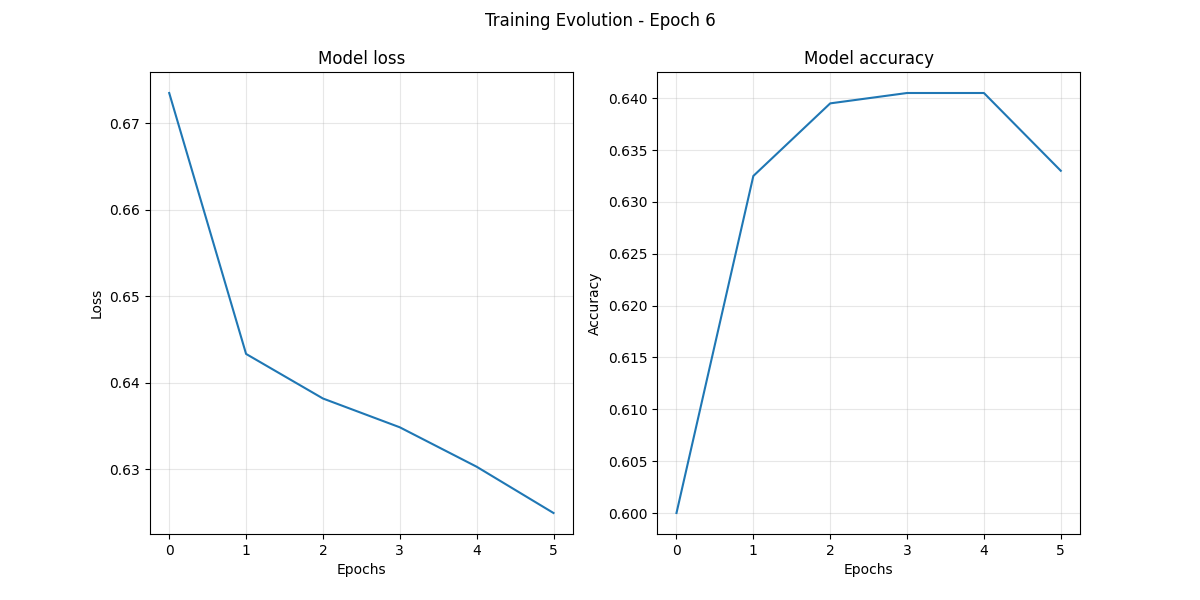 Training Evolution - Epoch 6
Model loss
Loss
0.67
0.66
0.65
0.64
0.63
0 1 2 3 4 5
Epochs
Model accuracy
Accuracy
0.640
0.635
0.630
0.625
0.620
0.615
0.610
0.605
0.600
0 1 2 3 4 5
Epochs